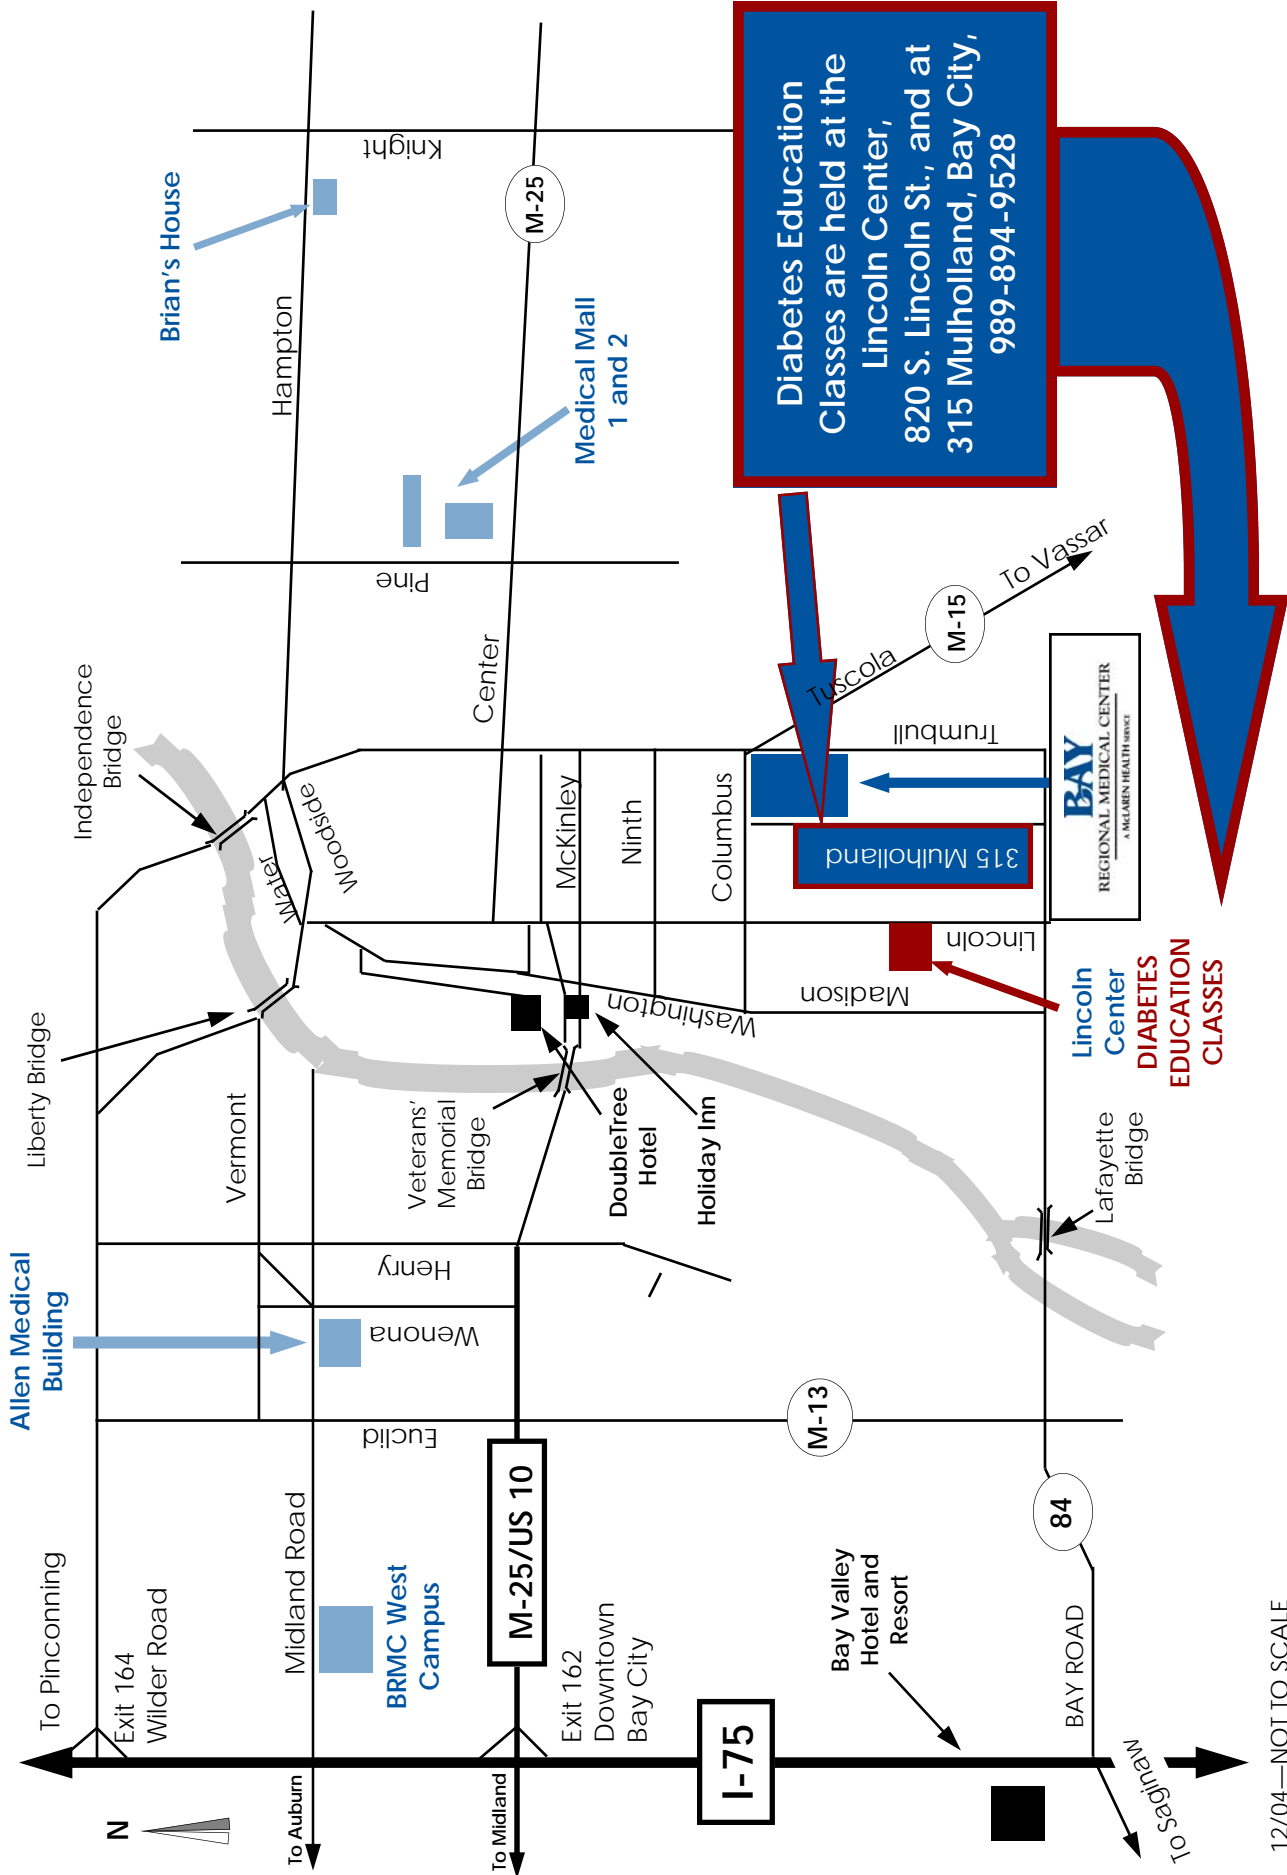 To Pinconning
Exit 164
Wilder Road
N
To Auburn
Midland Road
BRMC West
Campus
To Midland
M-25/US 10
Exit 162
Downtown
Bay City
I-75
Bay Valley
Hotel and
Resort
BAY ROAD
To Saginaw
84
12/04—NOT TO SCALE
Allen Medical
Building
Euclid
Wenona
Henry
M-13
Vermont
Liberty Bridge
Independence
Bridge
Water
Woodside
Veterans'
Memorial
Bridge
DoubleTree
Hotel
Holiday Inn
Washington
Lafayette
Bridge
McKinley
Ninth
Columbus
Madison
Lincoln
Trumbull
315 Mulholland
Lincoln
Center
DIABETES
EDUCATION
CLASSES
BAY
REGIONAL MEDICAL CENTER
A McLAREN HEALTH SERVICE
Tuscola
M-15
To Vassar
Center
Pine
Hampton
Medical Mall
1 and 2
Brian's House
Knight
M-25
Diabetes Education
Classes are held at the
Lincoln Center,
820 S. Lincoln St., and at
315 Mulholland, Bay City,
989-894-9528